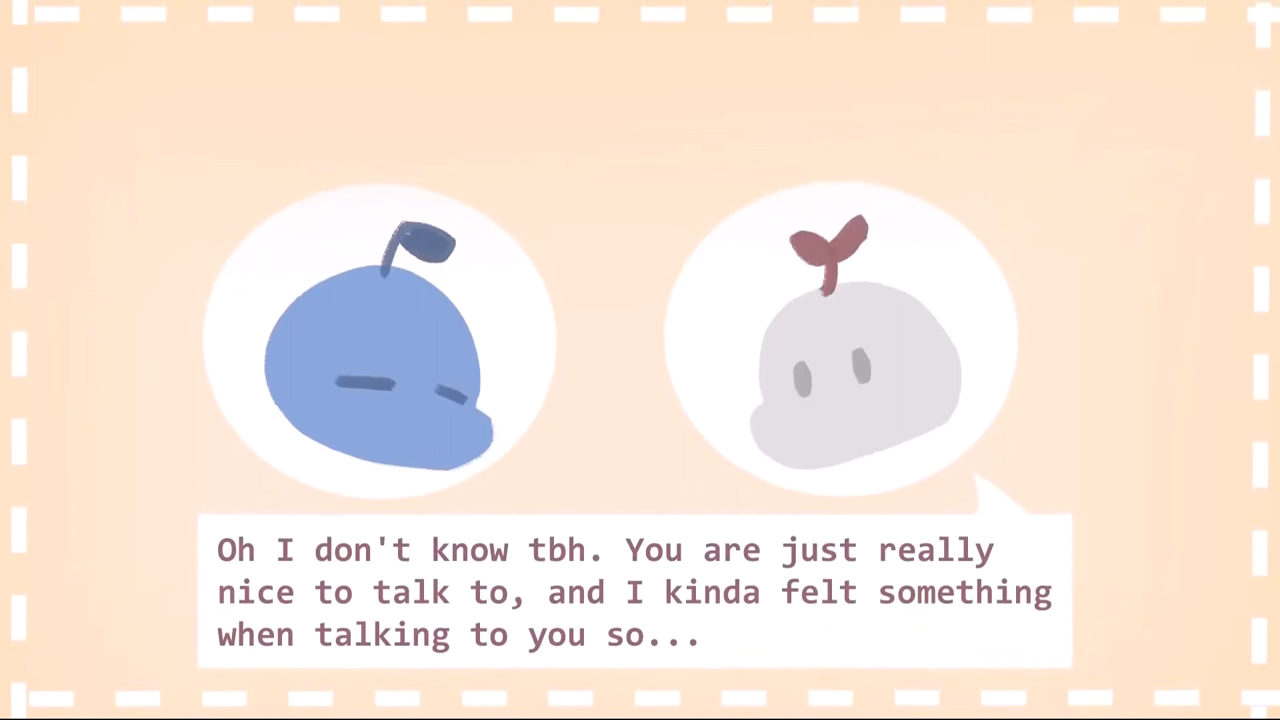 Oh I don't know tbh. You are just really
nice to talk to, and I kinda felt something
when talking to you so...